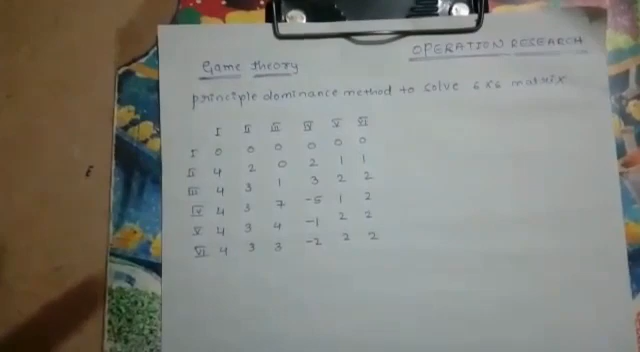 OPERATION RESEARCH
Game theory
principle dominance method to solve 6x6 matrix
I II III IV V VI
I 0 0 0 0 0 0
II 4 2 0 2 1 1
III 4 3 1 3 2 2
IV 4 3 7 -5 1 2
V 4 3 4 -1 2 2
VI 4 3 3 -2 2 2